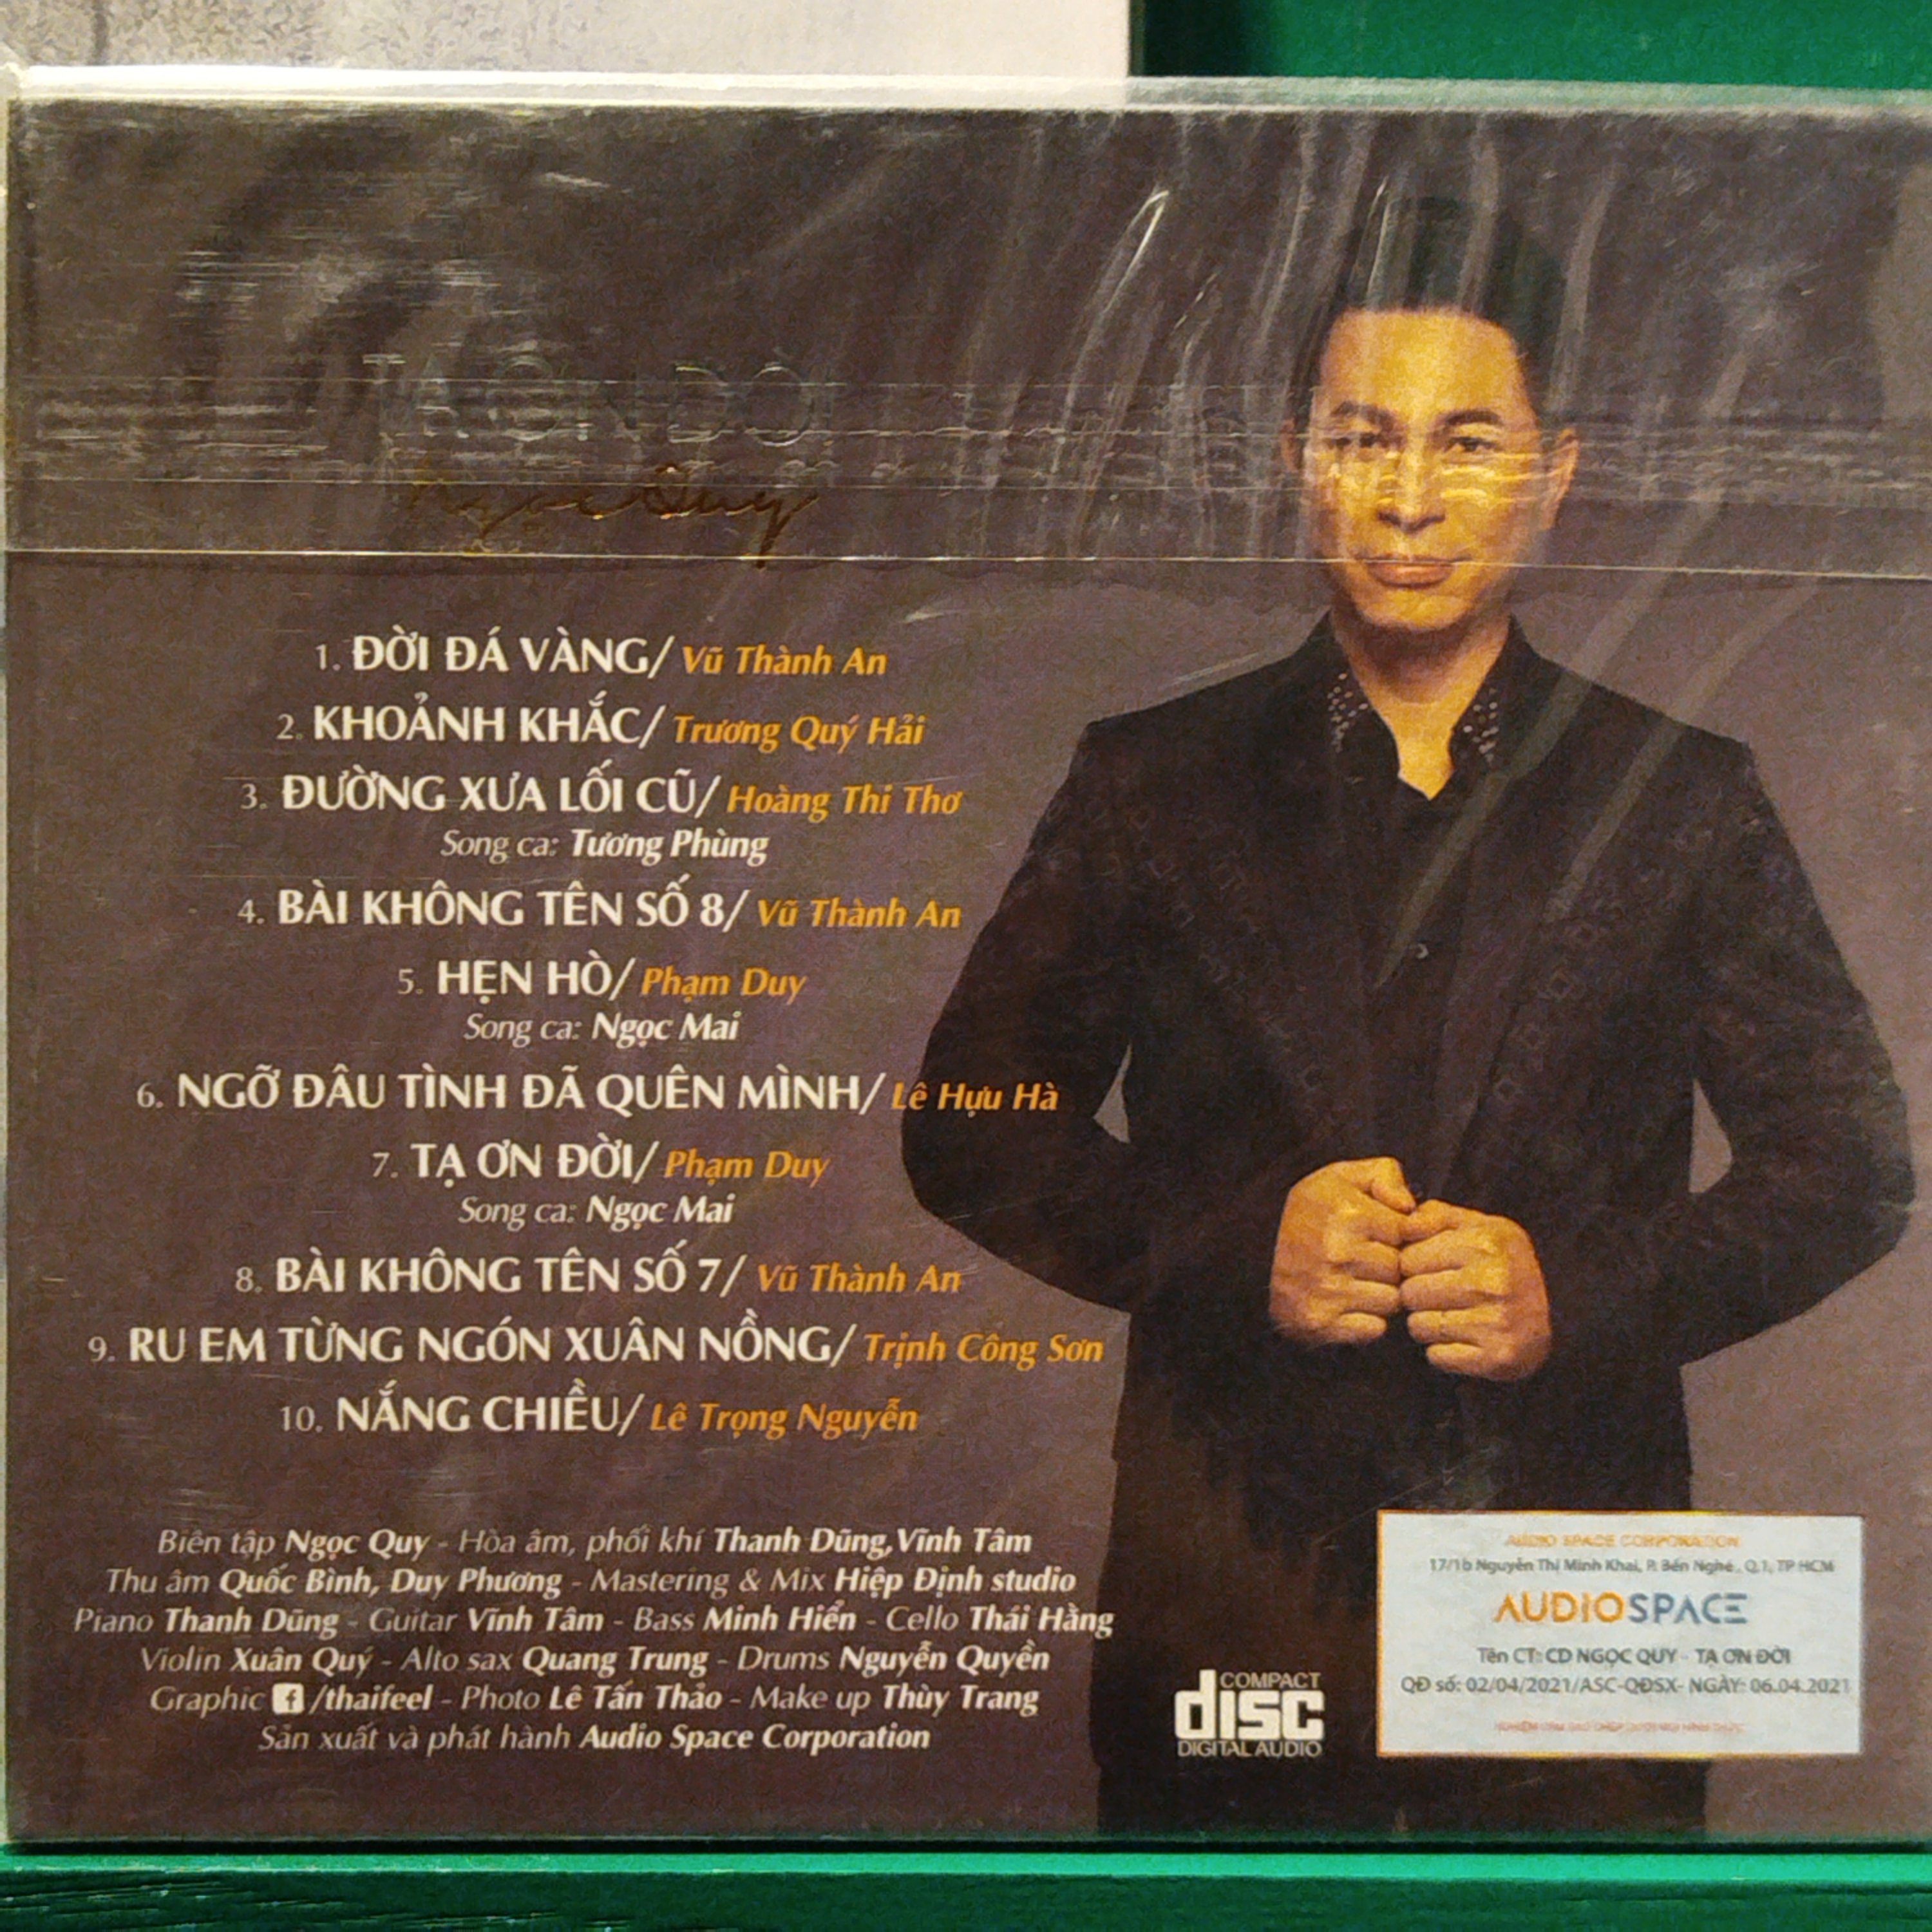 TẠ ƠN ĐỜI
Ngọc Quy
1. ĐỜI ĐÁ VÀNG/ Vũ Thành An
2. KHOẢNH KHẮC/ Trương Quý Hải
3. ĐƯỜNG XƯA LỐI CŨ/ Hoàng Thi Thơ
Song ca: Tương Phùng
4. BÀI KHÔNG TÊN SỐ 8/ Vũ Thành An
5. HẸN HÒ/ Phạm Duy
Song ca: Ngọc Mai
6. NGỠ ĐÂU TÌNH ĐÃ QUÊN MÌNH/ Lê Hựu Hà
7. TẠ ƠN ĐỜI/ Phạm Duy
Song ca: Ngọc Mai
8. BÀI KHÔNG TÊN SỐ 7/ Vũ Thành An
9. RU EM TỪNG NGÓN XUÂN NỒNG/ Trịnh Công Sơn
10. NẮNG CHIỀU/ Lê Trọng Nguyễn
Biên tập Ngọc Quy - Hòa âm, phối khí Thanh Dũng,Vĩnh Tâm
Thu âm Quốc Bình, Duy Phương - Mastering & Mix Hiệp Định studio
Piano Thanh Dũng - Guitar Vĩnh Tâm - Bass Minh Hiển - Cello Thái Hằng
Violin Xuân Quý - Alto sax Quang Trung - Drums Nguyễn Quyền
Graphic f /thaifeel - Photo Lê Tấn Thảo - Make up Thùy Trang
Sản xuất và phát hành Audio Space Corporation
COMPACT
disc
DIGITAL AUDIO
AUDIO SPACE CORPORATION
17/1b Nguyễn Thị Minh Khai, P. Bến Nghé . Q.1, TP HCM
AUDIOSPACE
Tên CT: CD NGỌC QUY - TẠ ƠN ĐỜI
QĐ số: 02/04/2021/ASC-QĐSX- NGÀY: 06.04.2021